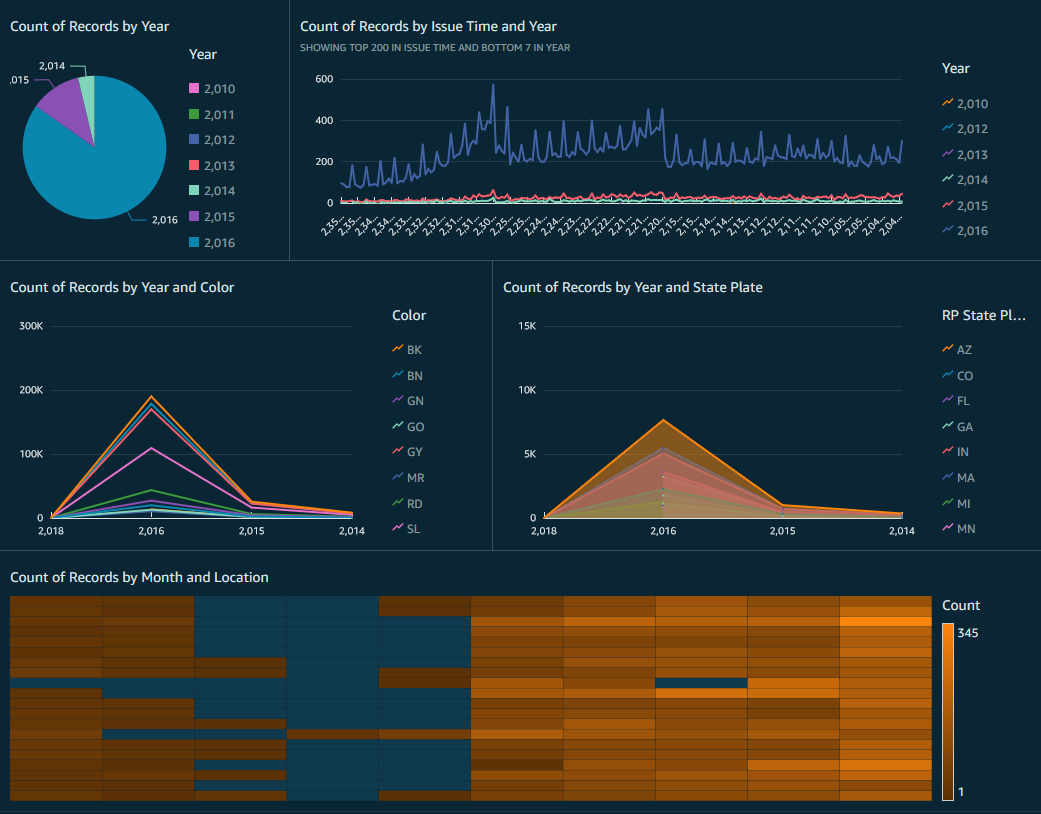 Count of Records by Year
Year
2,014
,015
2,016
2,010
2,011
2,012
2,013
2,014
2,015
2,016
Count of Records by Issue Time and Year
SHOWING TOP 200 IN ISSUE TIME AND BOTTOM 7 IN YEAR
600
400
200
0
2,35... 2,35... 2,34... 2,34... 2,33... 2,32... 2,32... 2,31... 2,31... 2,30... 2,25... 2,25... 2,24... 2,24... 2,23... 2,22... 2,22... 2,21... 2,21... 2,20... 2,15... 2,15... 2,14... 2,14... 2,13... 2,12... 2,12... 2,11... 2,11... 2,10... 2,05... 2,05... 2,04... 2,04...
Year
2,010
2,012
2,013
2,014
2,015
2,016
Count of Records by Year and Color
300K
200K
100K
0
2,018 2,016 2,015 2,014
Color
BK
BN
GN
GO
GY
MR
RD
SL
Count of Records by Year and State Plate
15K
10K
5K
0
2,018 2,016 2,015 2,014
RP State Pl...
AZ
CO
FL
GA
IN
MA
MI
MN
Count of Records by Month and Location
Count
345
1